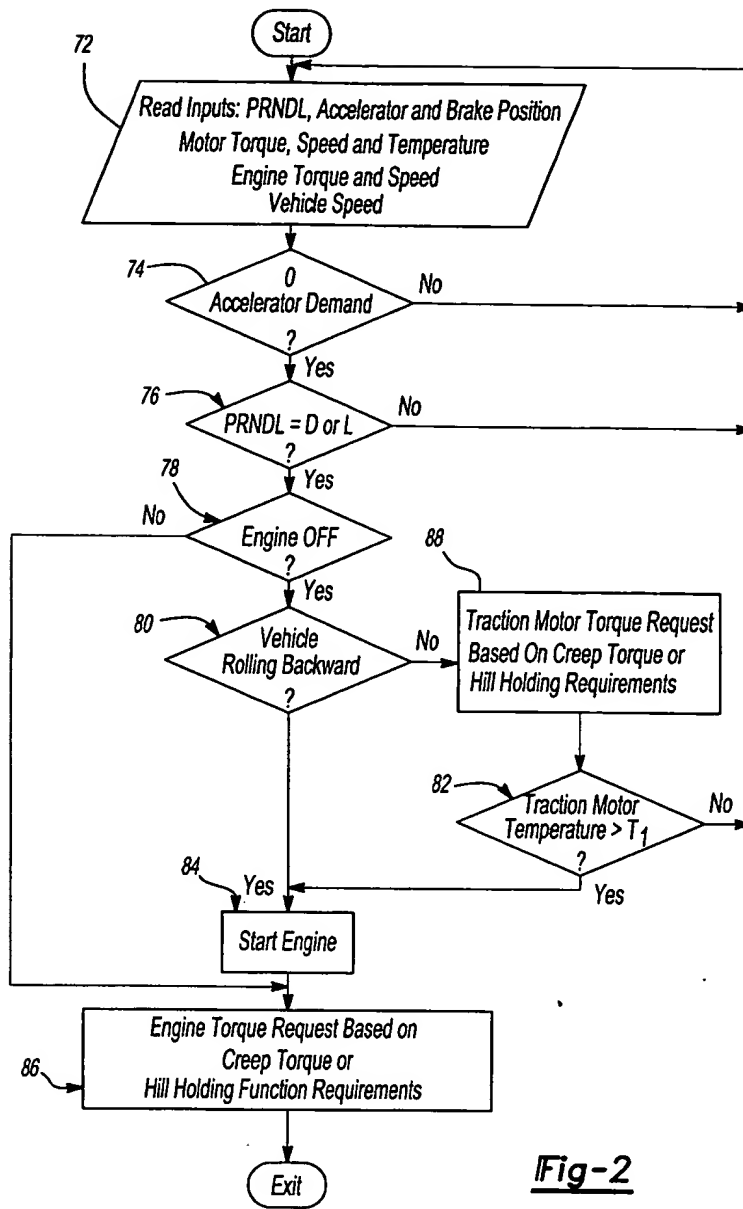 Start
72
Read Inputs: PRNDL, Accelerator and Brake Position
Motor Torque, Speed and Temperature
Engine Torque and Speed
Vehicle Speed
74
0
Accelerator Demand
?
No
Yes
76
PRNDL = D or L
?
No
Yes
78
No
Engine OFF
?
Yes
80
Vehicle
Rolling Backward
?
No
88
Traction Motor Torque Request
Based On Creep Torque or
Hill Holding Requirements
82
Traction Motor
Temperature > T1
?
No
Yes
84
Yes
Start Engine
Engine Torque Request Based on
Creep Torque or
Hill Holding Function Requirements
86
Exit
Fig-2